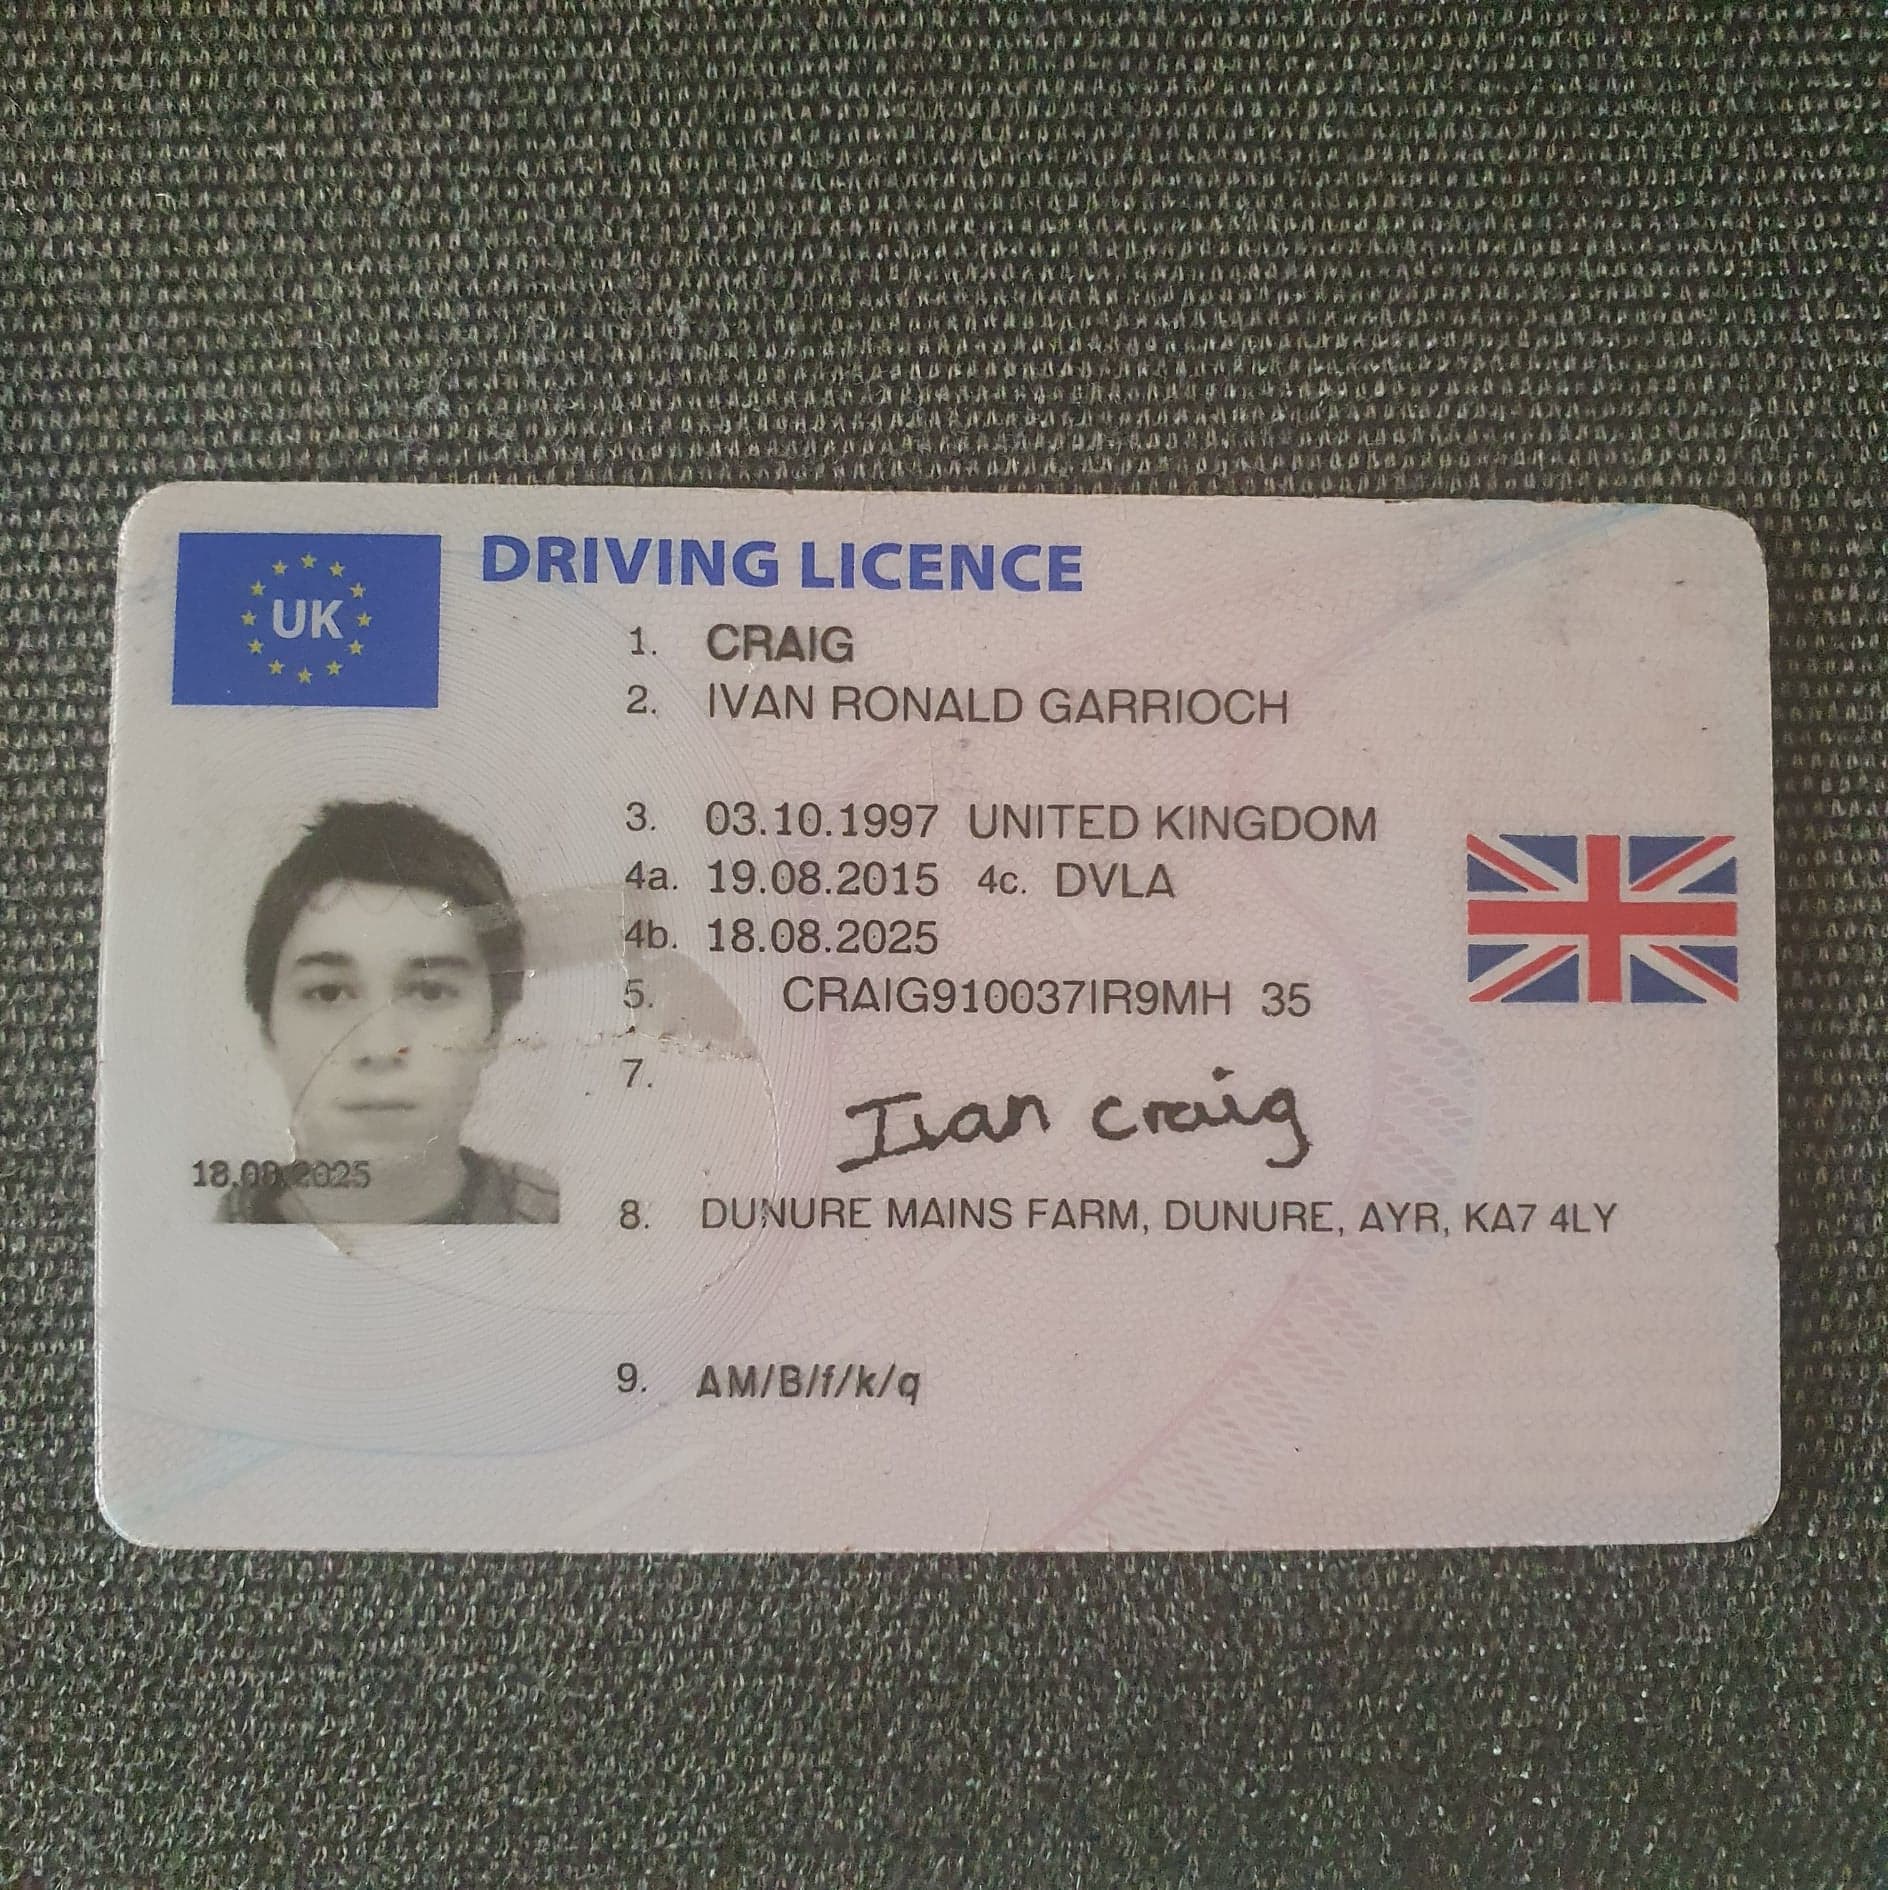 UK
DRIVING LICENCE
1. CRAIG
2. IVAN RONALD GARRIOCH
3. 03.10.1997 UNITED KINGDOM
4a. 19.08.2015 4c. DVLA
4b. 18.08.2025
5. CRAIG910037IR9MH 35
7. Ivan Craig
18.08.2025
8. DUNURE MAINS FARM, DUNURE, AYR, KA7 4LY
9. AM/B/f/k/q